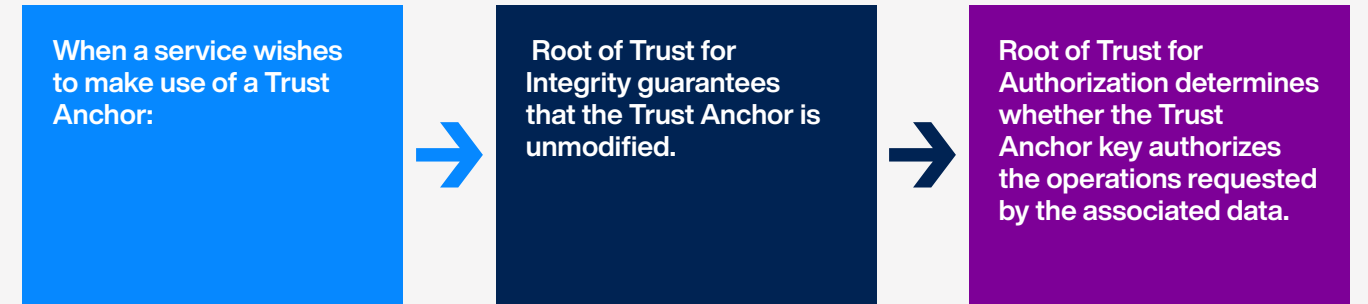 When a service wishes
to make use of a Trust
Anchor:
Root of Trust for
Integrity guarantees
that the Trust Anchor is
unmodified.
Root of Trust for
Authorization determines
whether the Trust
Anchor key authorizes
the operations requested
by the associated data.